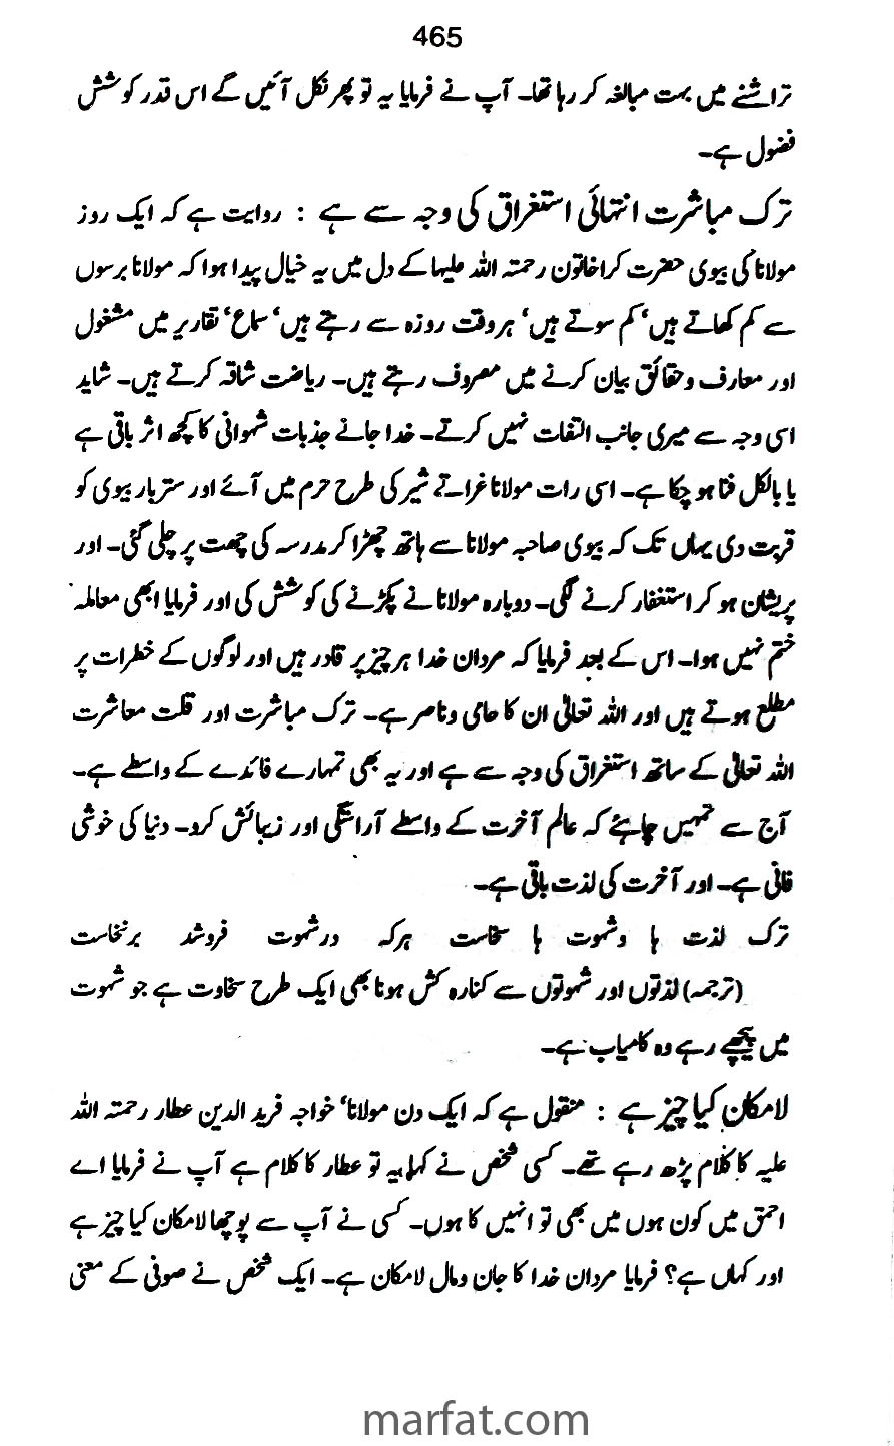 465
تراشنے میں بہت مبالغہ کر رہا تھا۔ آپ نے فرمایا یہ تو پھر نکل آئیں گے اس قدر کوشش
فضول ہے۔
ترک مباشرت انتہائی استغراق کی وجہ سے ہے : روایت ہے کہ ایک روز
مولانا کی بیوی حضرت کراخاتون رحمتہ اللہ علیہا کے دل میں یہ خیال پیدا ہوا کہ مولانا برسوں
سے کم کھاتے ہیں‘ کم سوتے ہیں‘ ہر وقت روزہ سے رہتے ہیں‘ سماع‘ تقاریر میں مشغول
اور معارف و حقائق بیان کرنے میں مصروف رہتے ہیں۔ ریاضت شاقہ کرتے ہیں۔ شاید
اسی وجہ سے میری جانب التفات نہیں کرتے۔ خدا جانے جذبات شہوانی کا کچھ اثر باقی ہے
یا بالکل فنا ہو چکا ہے۔ اسی رات مولانا غراتے شیر کی طرح حرم میں آئے اور ستر بار بیوی کو
قربت دی یہاں تک کہ بیوی صاحبہ مولانا سے ہاتھ چھڑا کر مدرسہ کی چھت پر چلی گئی۔ اور
پریشان ہو کر استغفار کرنے لگی۔ دوبارہ مولانا نے پکڑنے کی کوشش کی اور فرمایا ابھی معاملہ
ختم نہیں ہوا۔ اس کے بعد فرمایا کہ مردان خدا ہر چیز پر قادر ہیں اور لوگوں کے خطرات پر
مطلع ہوتے ہیں اور اللہ تعالیٰ ان کا حامی و ناصر ہے۔ ترک مباشرت اور قلت معاشرت
اللہ تعالیٰ کے ساتھ استغراق کی وجہ سے ہے اور یہ بھی تمہارے فائدے کے واسطے ہے۔
آج سے تمہیں چاہئے کہ عالم آخرت کے واسطے آراستگی اور زیبائش کرو۔ دنیا کی خوشی
فانی ہے۔ اور آخرت کی لذت باقی ہے۔
ترک لذت ہا و شہوت ہا سخاست ہرکہ در شہوت فروشد برنخاست
(ترجمہ) لذتوں اور شہوتوں سے کنارہ کش ہونا بھی ایک طرح سخاوت ہے جو شہوت
میں پیچھے رہے وہ کامیاب ہے۔
لامکان کیا چیز ہے : منقول ہے کہ ایک دن مولانا‘ خواجہ فرید الدین عطار رحمتہ اللہ
علیہ کا کلام پڑھ رہے تھے۔ کسی شخص نے کہا یہ تو عطار کا کلام ہے آپ نے فرمایا اے
احمق میں کون ہوں میں بھی تو انہیں کا ہوں۔ کسی نے آپ سے پوچھا لامکان کیا چیز ہے
اور کہاں ہے؟ فرمایا مردان خدا کا جان و مال لامکان ہے۔ ایک شخص نے صوفی کے معنی
marfat.com